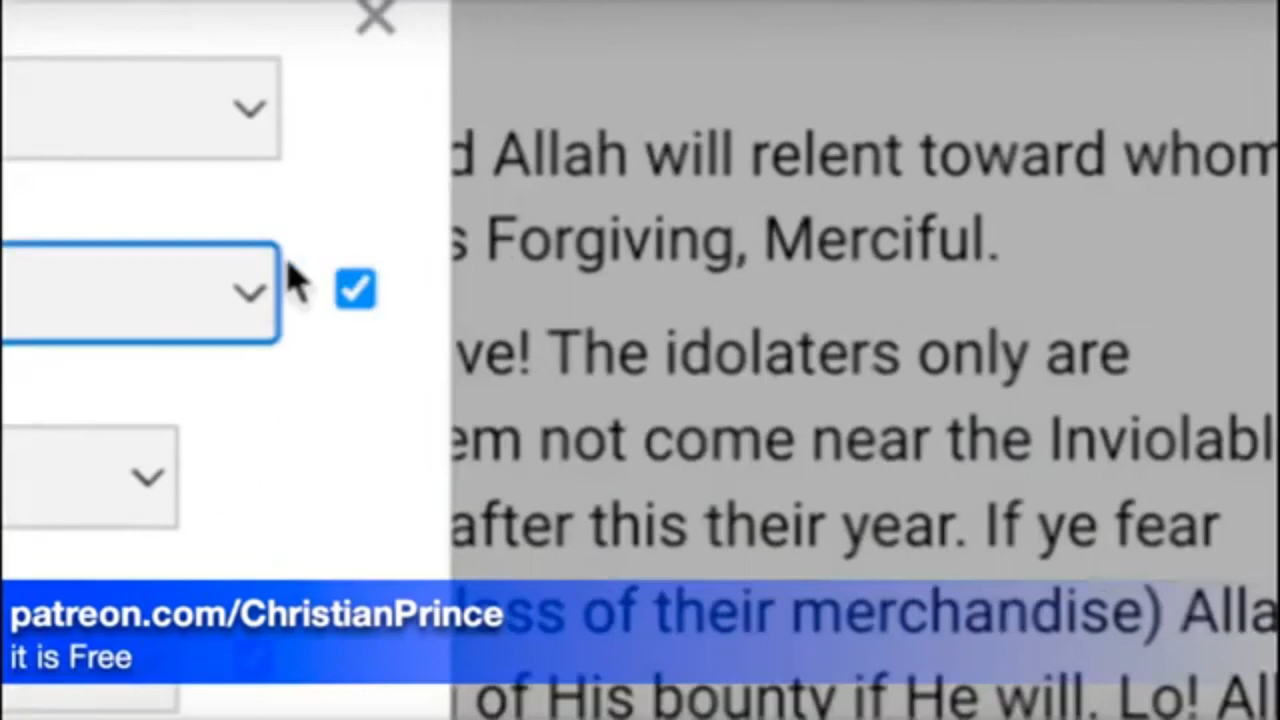 d Allah will relent toward whom
s Forgiving, Merciful.
ve! The idolaters only are
em not come near the Inviolabl
after this their year. If ye fear
loss of their merchandise) Alla
of His bounty if He will. Lo! All
patreon.com/ChristianPrince
it is Free